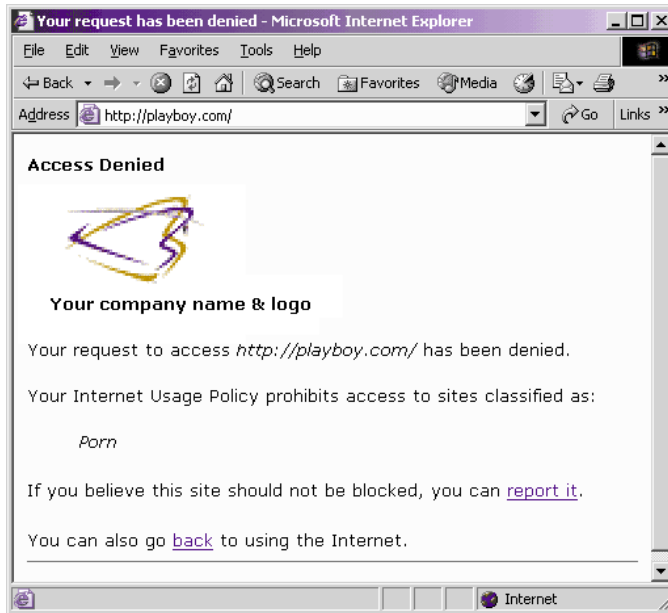 Your request has been denied - Microsoft Internet Explorer
File Edit View Favorites Tools Help
Back Search Favorites Media »
Address http://playboy.com/ Go Links »
Access Denied
Your company name & logo
Your request to access http://playboy.com/ has been denied.
Your Internet Usage Policy prohibits access to sites classified as:
Porn
If you believe this site should not be blocked, you can report it.
You can also go back to using the Internet.
Internet